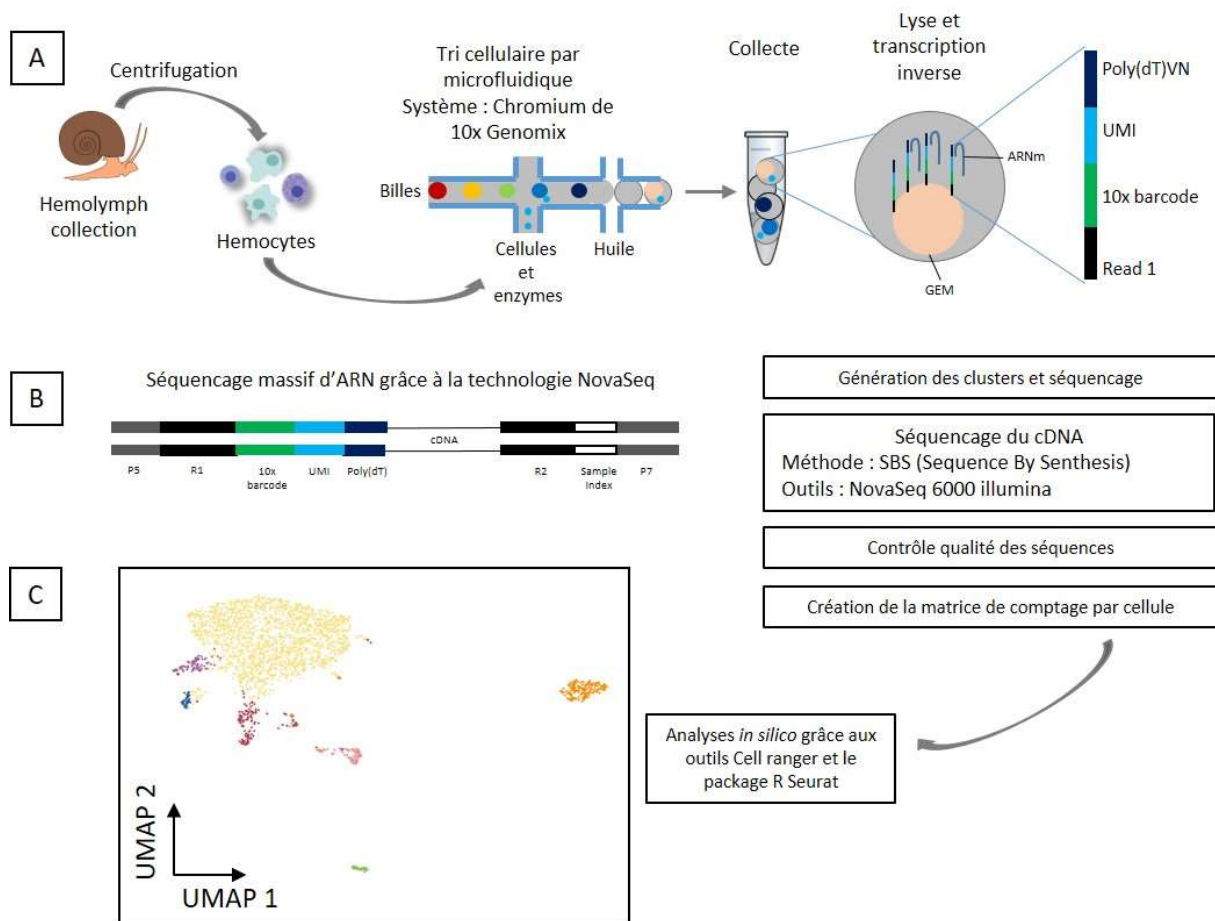 A
Centrifugation
Hemolymph
collection
Hemocytes
Tri cellulaire par
microfluidique
Système : Chromium de
10x Genomix
Billes
Cellules
et
enzymes
Huile
Collecte
Lyse et
transcription
inverse
ARNm
GEM
Poly(dT)VN
UMI
10x barcode
Read 1
B
Séquencage massif d'ARN grâce à la technologie NovaSeq
cDNA
P5
R1
10x
barcode
UMI
Poly(dT)
R2
Sample
Index
P7
Génération des clusters et séquencage
Séquencage du cDNA
Méthode : SBS (Sequence By Senthesis)
Outils : NovaSeq 6000 illumina
Contrôle qualité des séquences
Création de la matrice de comptage par cellule
Analyses in silico grâce aux
outils Cell ranger et le
package R Seurat
C
UMAP 2
UMAP 1